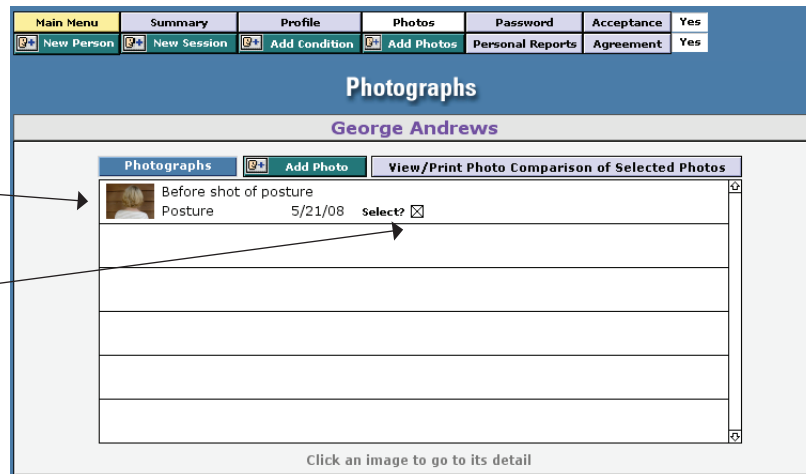 Main Menu Summary Profile Photos Password Acceptance Yes
New Person New Session Add Condition Add Photos Personal Reports Agreement Yes
Photographs
George Andrews
Photographs Add Photo View/Print Photo Comparison of Selected Photos
Before shot of posture
Posture 5/21/08 Select?
Click an image to go to its detail